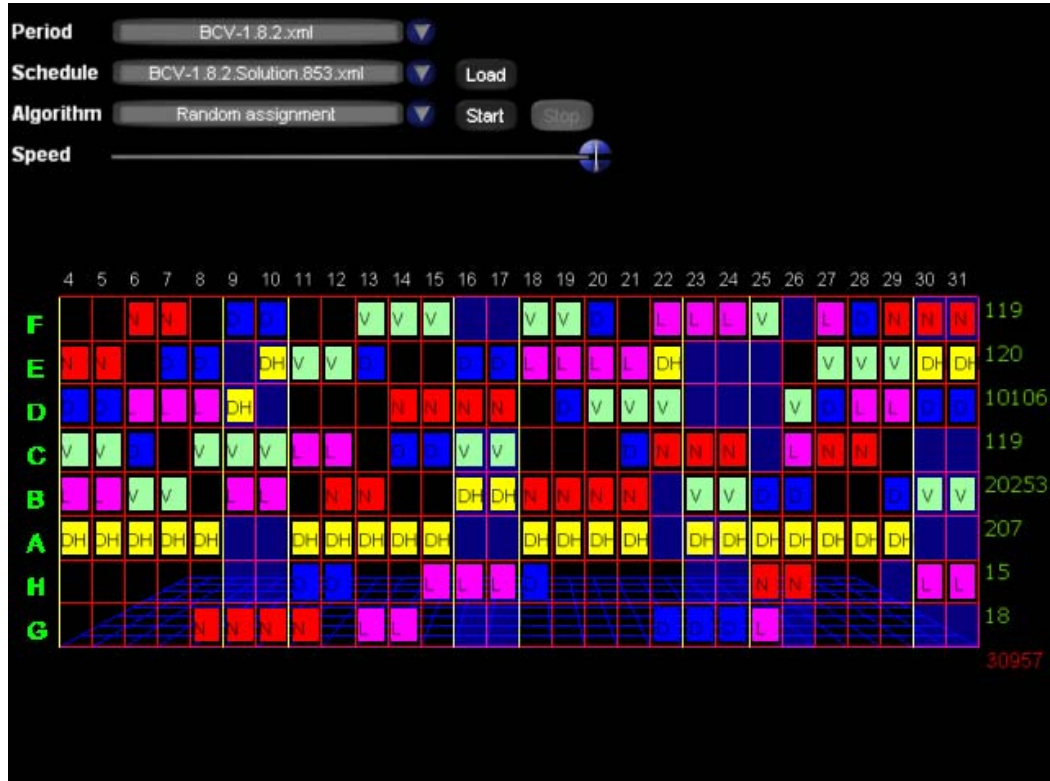 Period BCV-1.8.2.xml
Schedule BCV-1.8.2.Solution.853.xml Load
Algorithm Random assignment Start Stop
Speed
4 5 6 7 8 9 10 11 12 13 14 15 16 17 18 19 20 21 22 23 24 25 26 27 28 29 30 31
F N N D D V V V V V D L L L V L D N N N 119
E N N D D DH V V D D D L L L L DH V V V DH DH 120
D D D L L L DH N N N N D V V V V D L L D D 10106
C V V D V V V L L D D V V D N N N L N N 119
B L L V V L L N N DH DH N N N N V V D D D V V 20253
A DH DH DH DH DH DH DH DH DH DH DH DH DH DH DH DH DH DH DH DH DH 207
H D D L L L D N N L L 15
G N N N N L L D D D L 18
30957